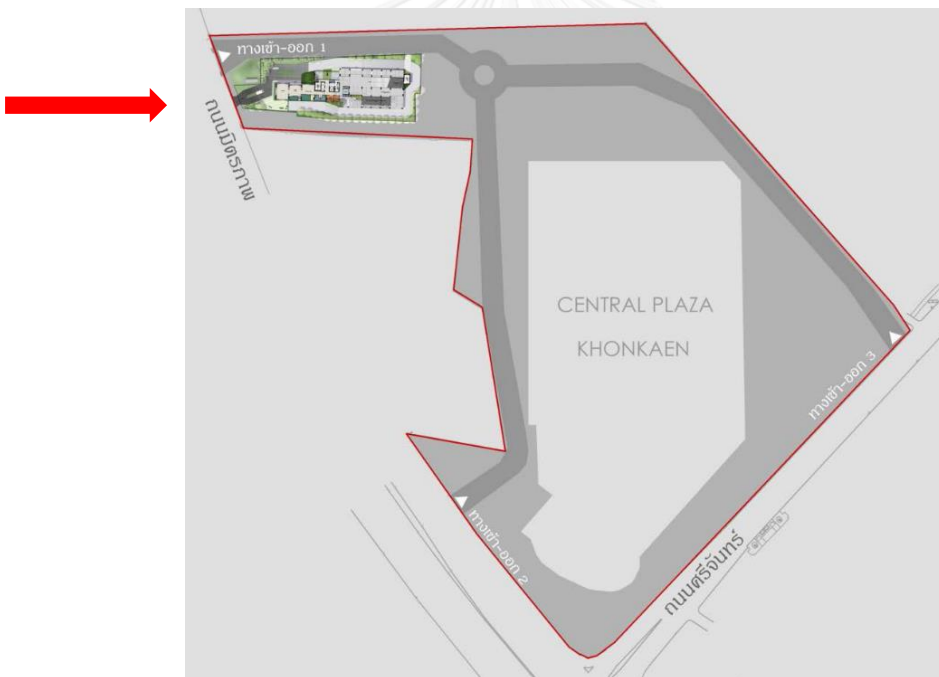 ทางเข้า-ออก 1
ถนนมิตรภาพ
CENTRAL PLAZA
KHONKAEN
ทางเข้า-ออก 3
ทางเข้า-ออก 2
ถนนศรีจันทร์